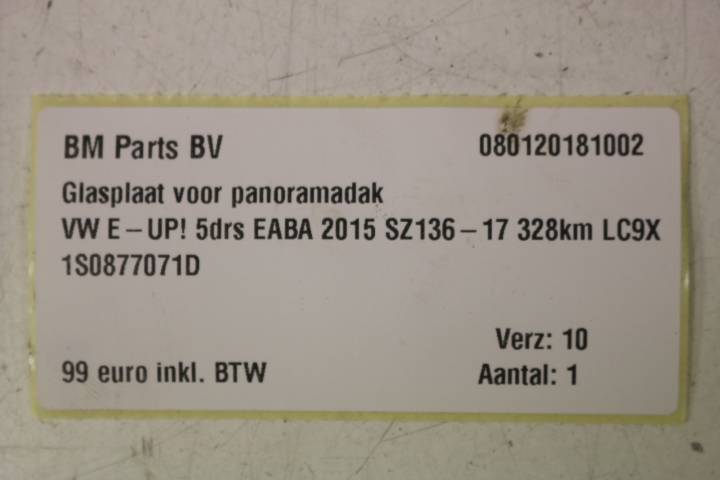 BM Parts BV 080120181002
Glasplaat voor panoramadak
VW E-UP! 5drs EABA 2015 SZ136-17 328km LC9X
1S0877071D
Verz: 10
99 euro inkl. BTW Aantal: 1